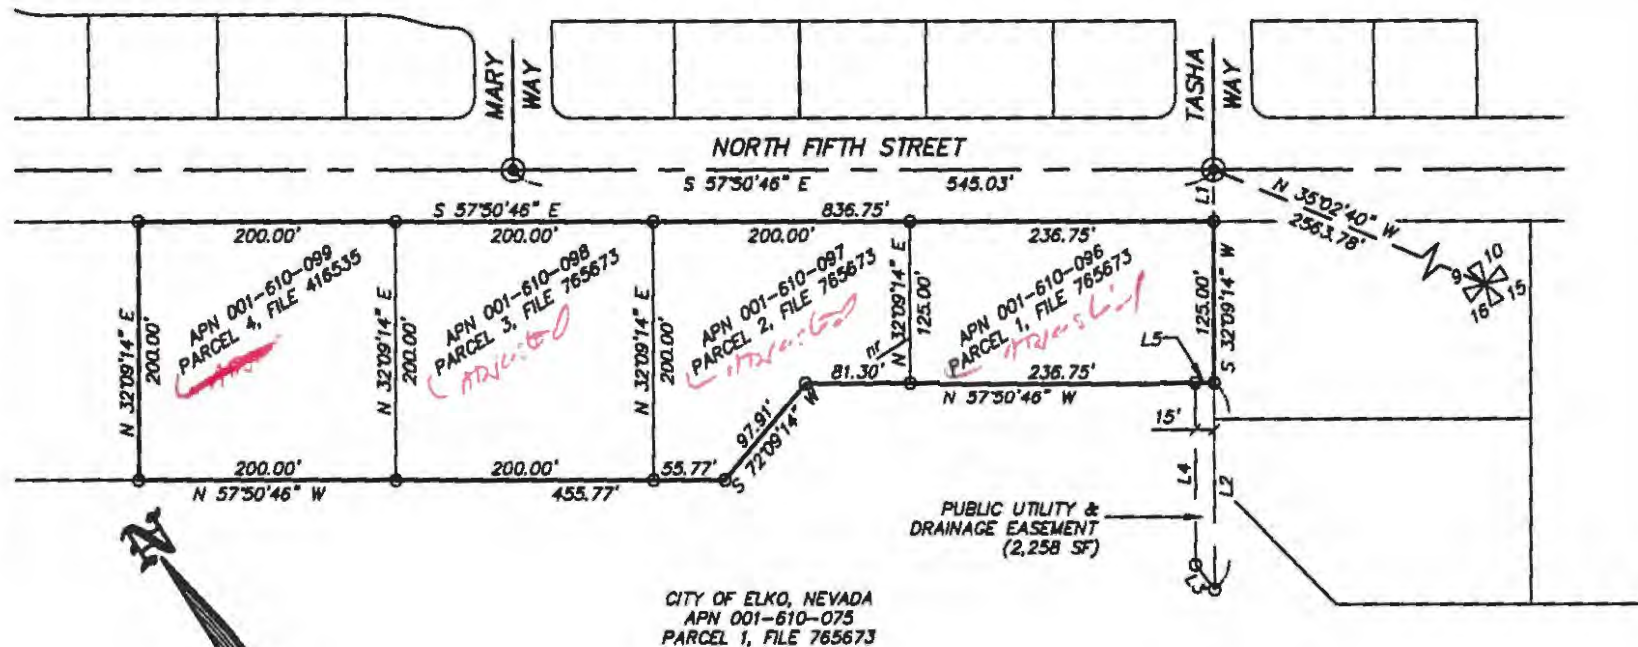 MARY
WAY
TASHA
WAY
NORTH FIFTH STREET
S 57°50'46" E 545.03'
L1
N 35°02'40" W
2563.78'
9 10
16 15
S 57°50'46" E 836.75'
200.00' 200.00' 200.00' 236.75'
N 32°09'14" E
200.00'
APN 001-610-099
PARCEL 4, FILE 416535
N 32°09'14" E
200.00'
APN 001-610-098
PARCEL 3, FILE 765673
N 32°09'14" E
200.00'
APN 001-610-097
PARCEL 2, FILE 765673
nr
N 32°09'14" E
125.00'
APN 001-610-096
PARCEL 1, FILE 765673
125.00'
S 32°09'14" W
L5
81.30' 236.75'
N 57°50'46" W
97.91'
S 72°09'14" W
15'
200.00' 200.00' 55.77'
N 57°50'46" W 455.77'
L4
L2
PUBLIC UTILITY &
DRAINAGE EASEMENT
(2,258 SF)
L3
CITY OF ELKO, NEVADA
APN 001-610-075
PARCEL 1, FILE 765673